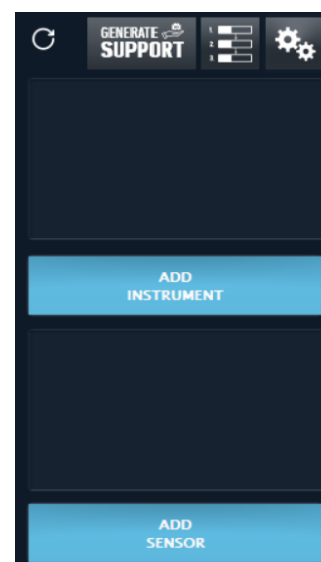 GENERATE
SUPPORT
1
2
3
ADD
INSTRUMENT
ADD
SENSOR